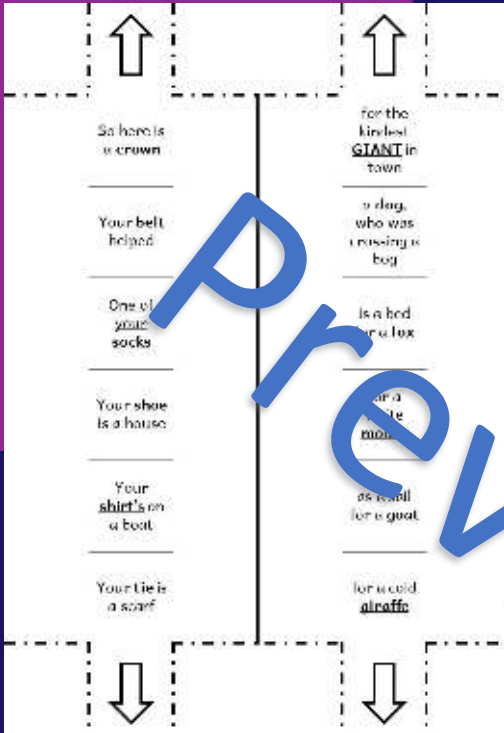 So here is
a crown
Your belt
helped
One of
your
socks
Your shoe
is a house
Your
shirt's on
a boat
Your tie is
a scarf
for the
kindest
GIANT in
town
a dog,
who was
crossing a
bog
is a bed
for a fox
for a
white
as a sail
for a goat
for a cold
giraffe
Prev